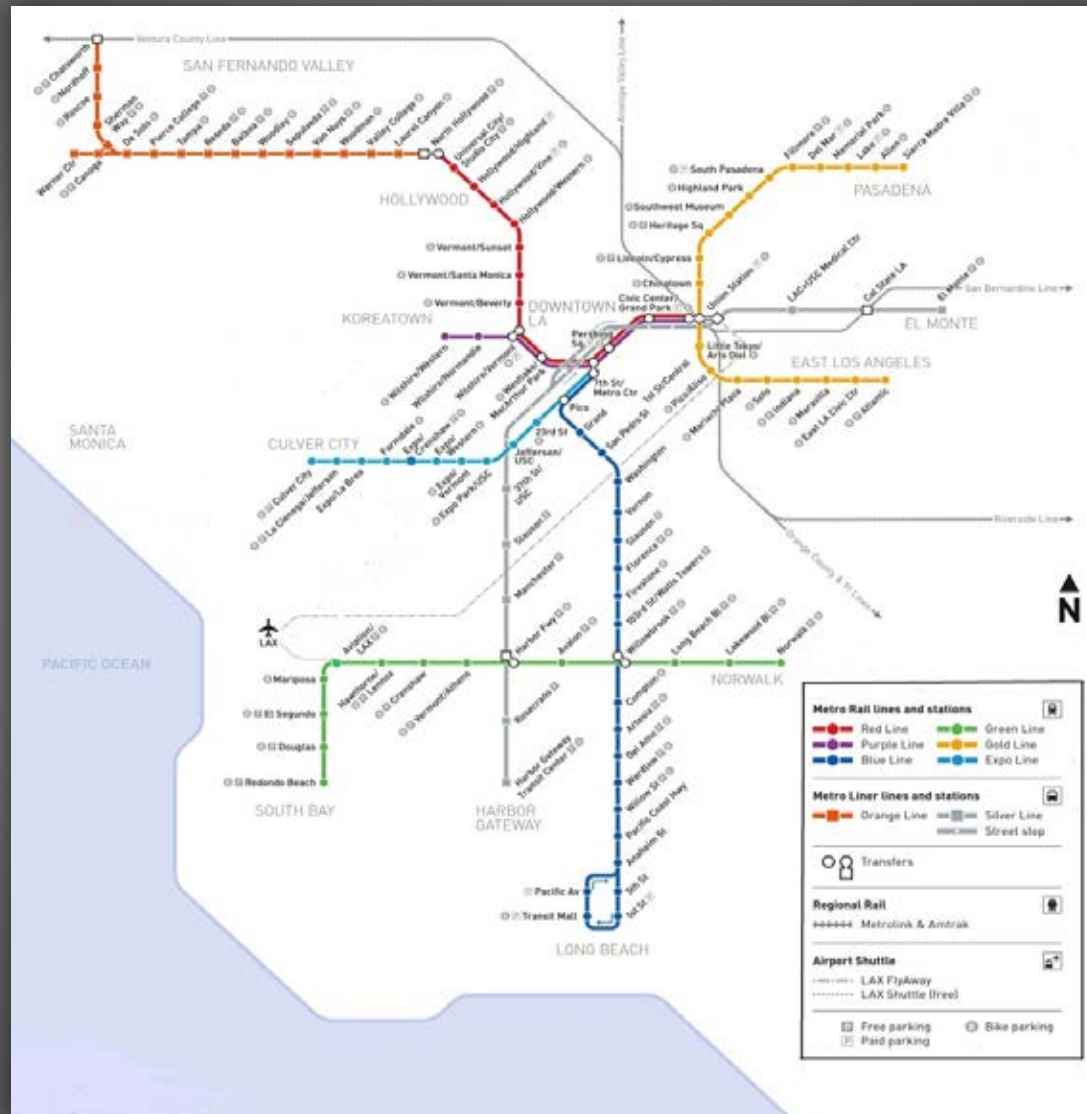 Ventura County Line
SAN FERNANDO VALLEY
Antelope Valley Line
Chatsworth
Nordhoff
Roscoe
Sherman
Way
Warner Ctr
Canoga
De Soto
Pierce College
Tampa
Reseda
Balboa
Woodley
Sepulveda
Van Nuys
Woodman
Valley College
Laurel Canyon
North Hollywood
Universal City/
Studio City
Hollywood/Highland
Hollywood/Vine
Hollywood/Western
HOLLYWOOD
Vermont/Sunset
Vermont/Santa Monica
Vermont/Beverly
KOREATOWN
DOWNTOWN
LA
Wilshire/Western
Wilshire/Normandie
Wilshire/Vermont
Westlake
MacArthur Park
Pershing
Sq
Civic Center/
Grand Park
7th St/
Metro Ctr
Union Station
Fillmore
Del Mar
Memorial Park
Lake
Allen
Sierra Madre Villa
PASADENA
South Pasadena
Highland Park
Southwest Museum
Heritage Sq
Lincoln/Cypress
Chinatown
LAC+USC Medical Ctr
Cal State LA
El Monte
San Bernardino Line
EL MONTE
Little Tokyo/
Arts Dist
EAST LOS ANGELES
1st St/Central
Pico/Aliso
Mariachi Plaza
Soto
Indiana
Maravilla
East LA Civic Ctr
Atlantic
SANTA
MONICA
CULVER CITY
Culver City
La Cienega/Jefferson
Expo/La Brea
Farmdale
Expo/
Crenshaw
Expo/
Western
Expo/
Vermont
Expo Park/USC
Jefferson/
USC
23rd St
Pico
Grand
San Pedro St
Washington
Vernon
Slauson
Florence
Firestone
103rd St/Watts Towers
Willowbrook
37th St/
USC
Slauson
Manchester
Harbor Fwy
Rosecrans
Harbor Gateway
Transit Center
HARBOR
GATEWAY
Riverside Line
N
LAX
PACIFIC OCEAN
Aviation/
LAX
Mariposa
El Segundo
Douglas
Redondo Beach
SOUTH BAY
Hawthorne/
Lennox
Crenshaw
Vermont/Athens
Avalon
Long Beach Bl
Lakewood Bl
Norwalk
NORWALK
Compton
Artesia
Del Amo
Wardlow
Willow St
Pacific Coast Hwy
Anaheim St
5th St
1st St
Pacific Av
Transit Mall
LONG BEACH
Metro Rail lines and stations
Red Line
Green Line
Purple Line
Gold Line
Blue Line
Expo Line
Metro Liner lines and stations
Orange Line
Silver Line
Street stop
Transfers
Regional Rail
Metrolink & Amtrak
Airport Shuttle
LAX FlyAway
LAX Shuttle (free)
Free parking
Bike parking
P Paid parking